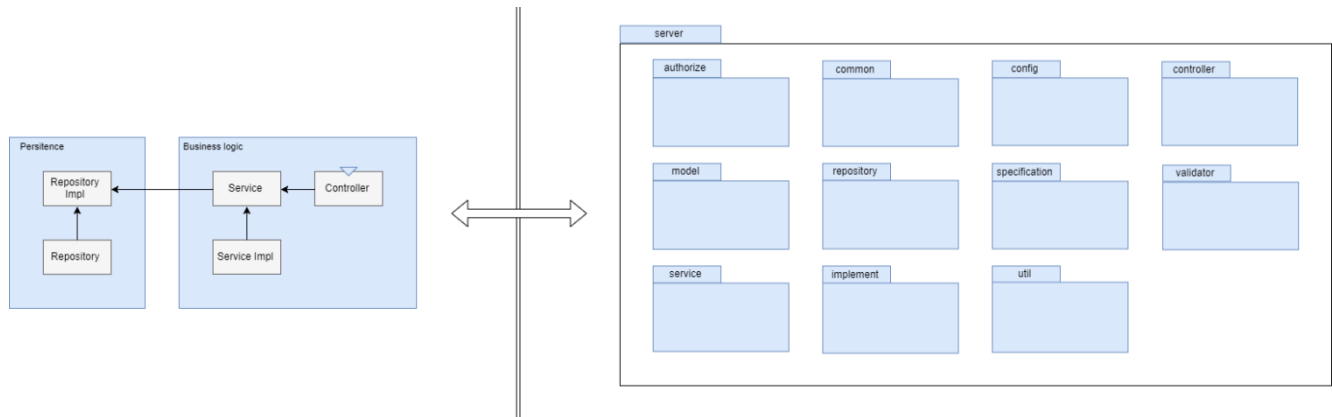 Persitence
Business logic
Repository
Impl
Service
Controller
Repository
Service Impl
server
authorize
common
config
controller
model
repository
specification
validator
service
implement
util